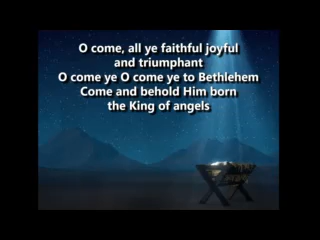 O come, all ye faithful joyful
and triumphant
O come ye O come ye to Bethlehem
Come and behold Him born
the King of angels